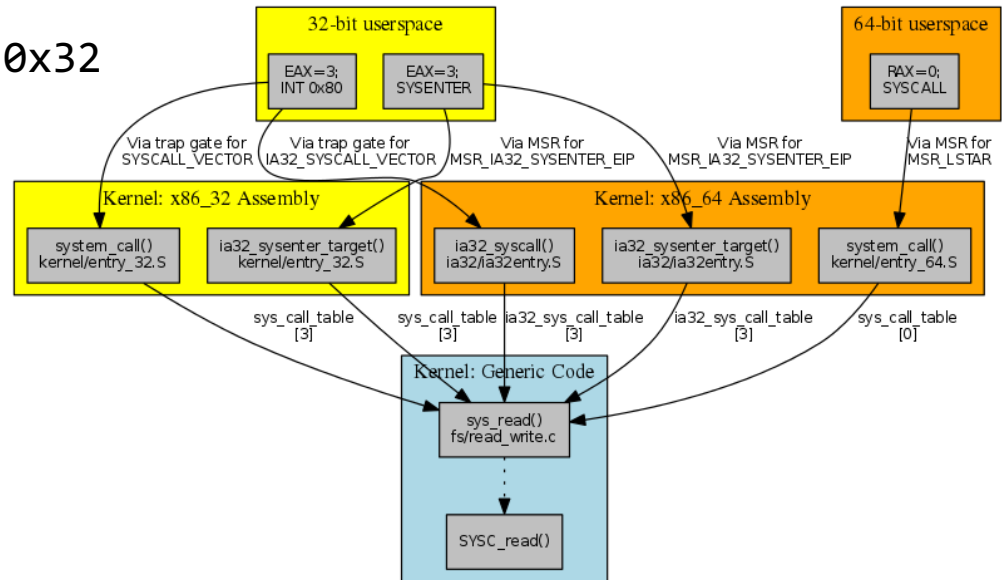 0x32
32-bit userspace
64-bit userspace
EAX=3;
INT 0x80
EAX=3;
SYSENTER
RAX=0;
SYSCALL
Via trap gate for
SYSCALL_VECTOR
Via trap gate for
IA32_SYSCALL_VECTOR
Via MSR for
MSR_IA32_SYSENTER_EIP
Via MSR for
MSR_IA32_SYSENTER_EIP
Via MSR for
MSR_LSTAR
Kernel: x86_32 Assembly
Kernel: x86_64 Assembly
system_call()
kernel/entry_32.S
ia32_sysenter_target()
kernel/entry_32.S
ia32_syscall()
ia32/ia32entry.S
ia32_sysenter_target()
ia32/ia32entry.S
system_call()
kernel/entry_64.S
sys_call_table
[3]
sys_call_table
[3]
ia32_sys_call_table
[3]
ia32_sys_call_table
[3]
sys_call_table
[0]
Kernel: Generic Code
sys_read()
fs/read_write.c
SYSC_read()